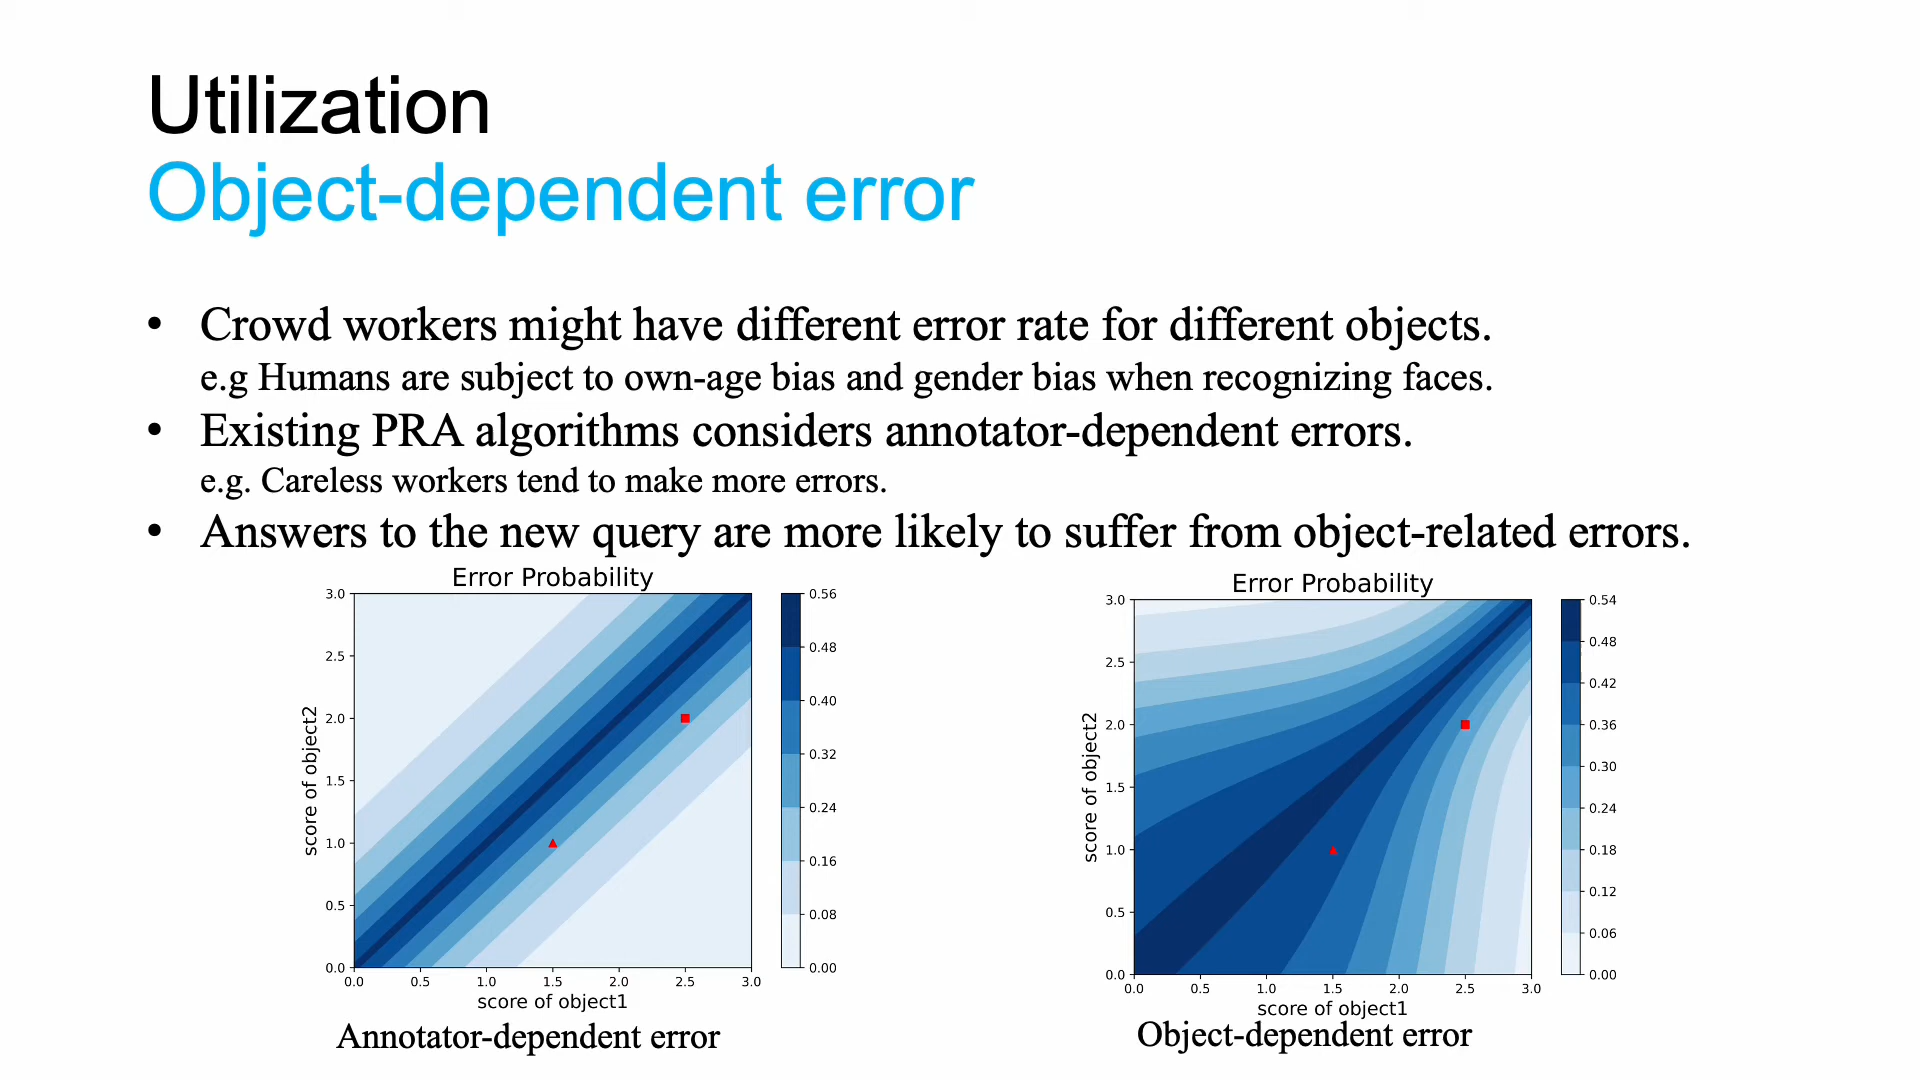 Utilization
Object-dependent error
• Crowd workers might have different error rate for different objects.
e.g Humans are subject to own-age bias and gender bias when recognizing faces.
• Existing PRA algorithms considers annotator-dependent errors.
e.g. Careless workers tend to make more errors.
• Answers to the new query are more likely to suffer from object-related errors.
Error Probability
3.0
2.5
2.0
1.5
1.0
0.5
0.0
score of object2
0.0 0.5 1.0 1.5 2.0 2.5 3.0
score of object1
0.56
0.48
0.40
0.32
0.24
0.16
0.08
0.00
Annotator-dependent error
Error Probability
3.0
2.5
2.0
1.5
1.0
0.5
0.0
score of object2
0.0 0.5 1.0 1.5 2.0 2.5 3.0
score of object1
0.54
0.48
0.42
0.36
0.30
0.24
0.18
0.12
0.06
0.00
Object-dependent error